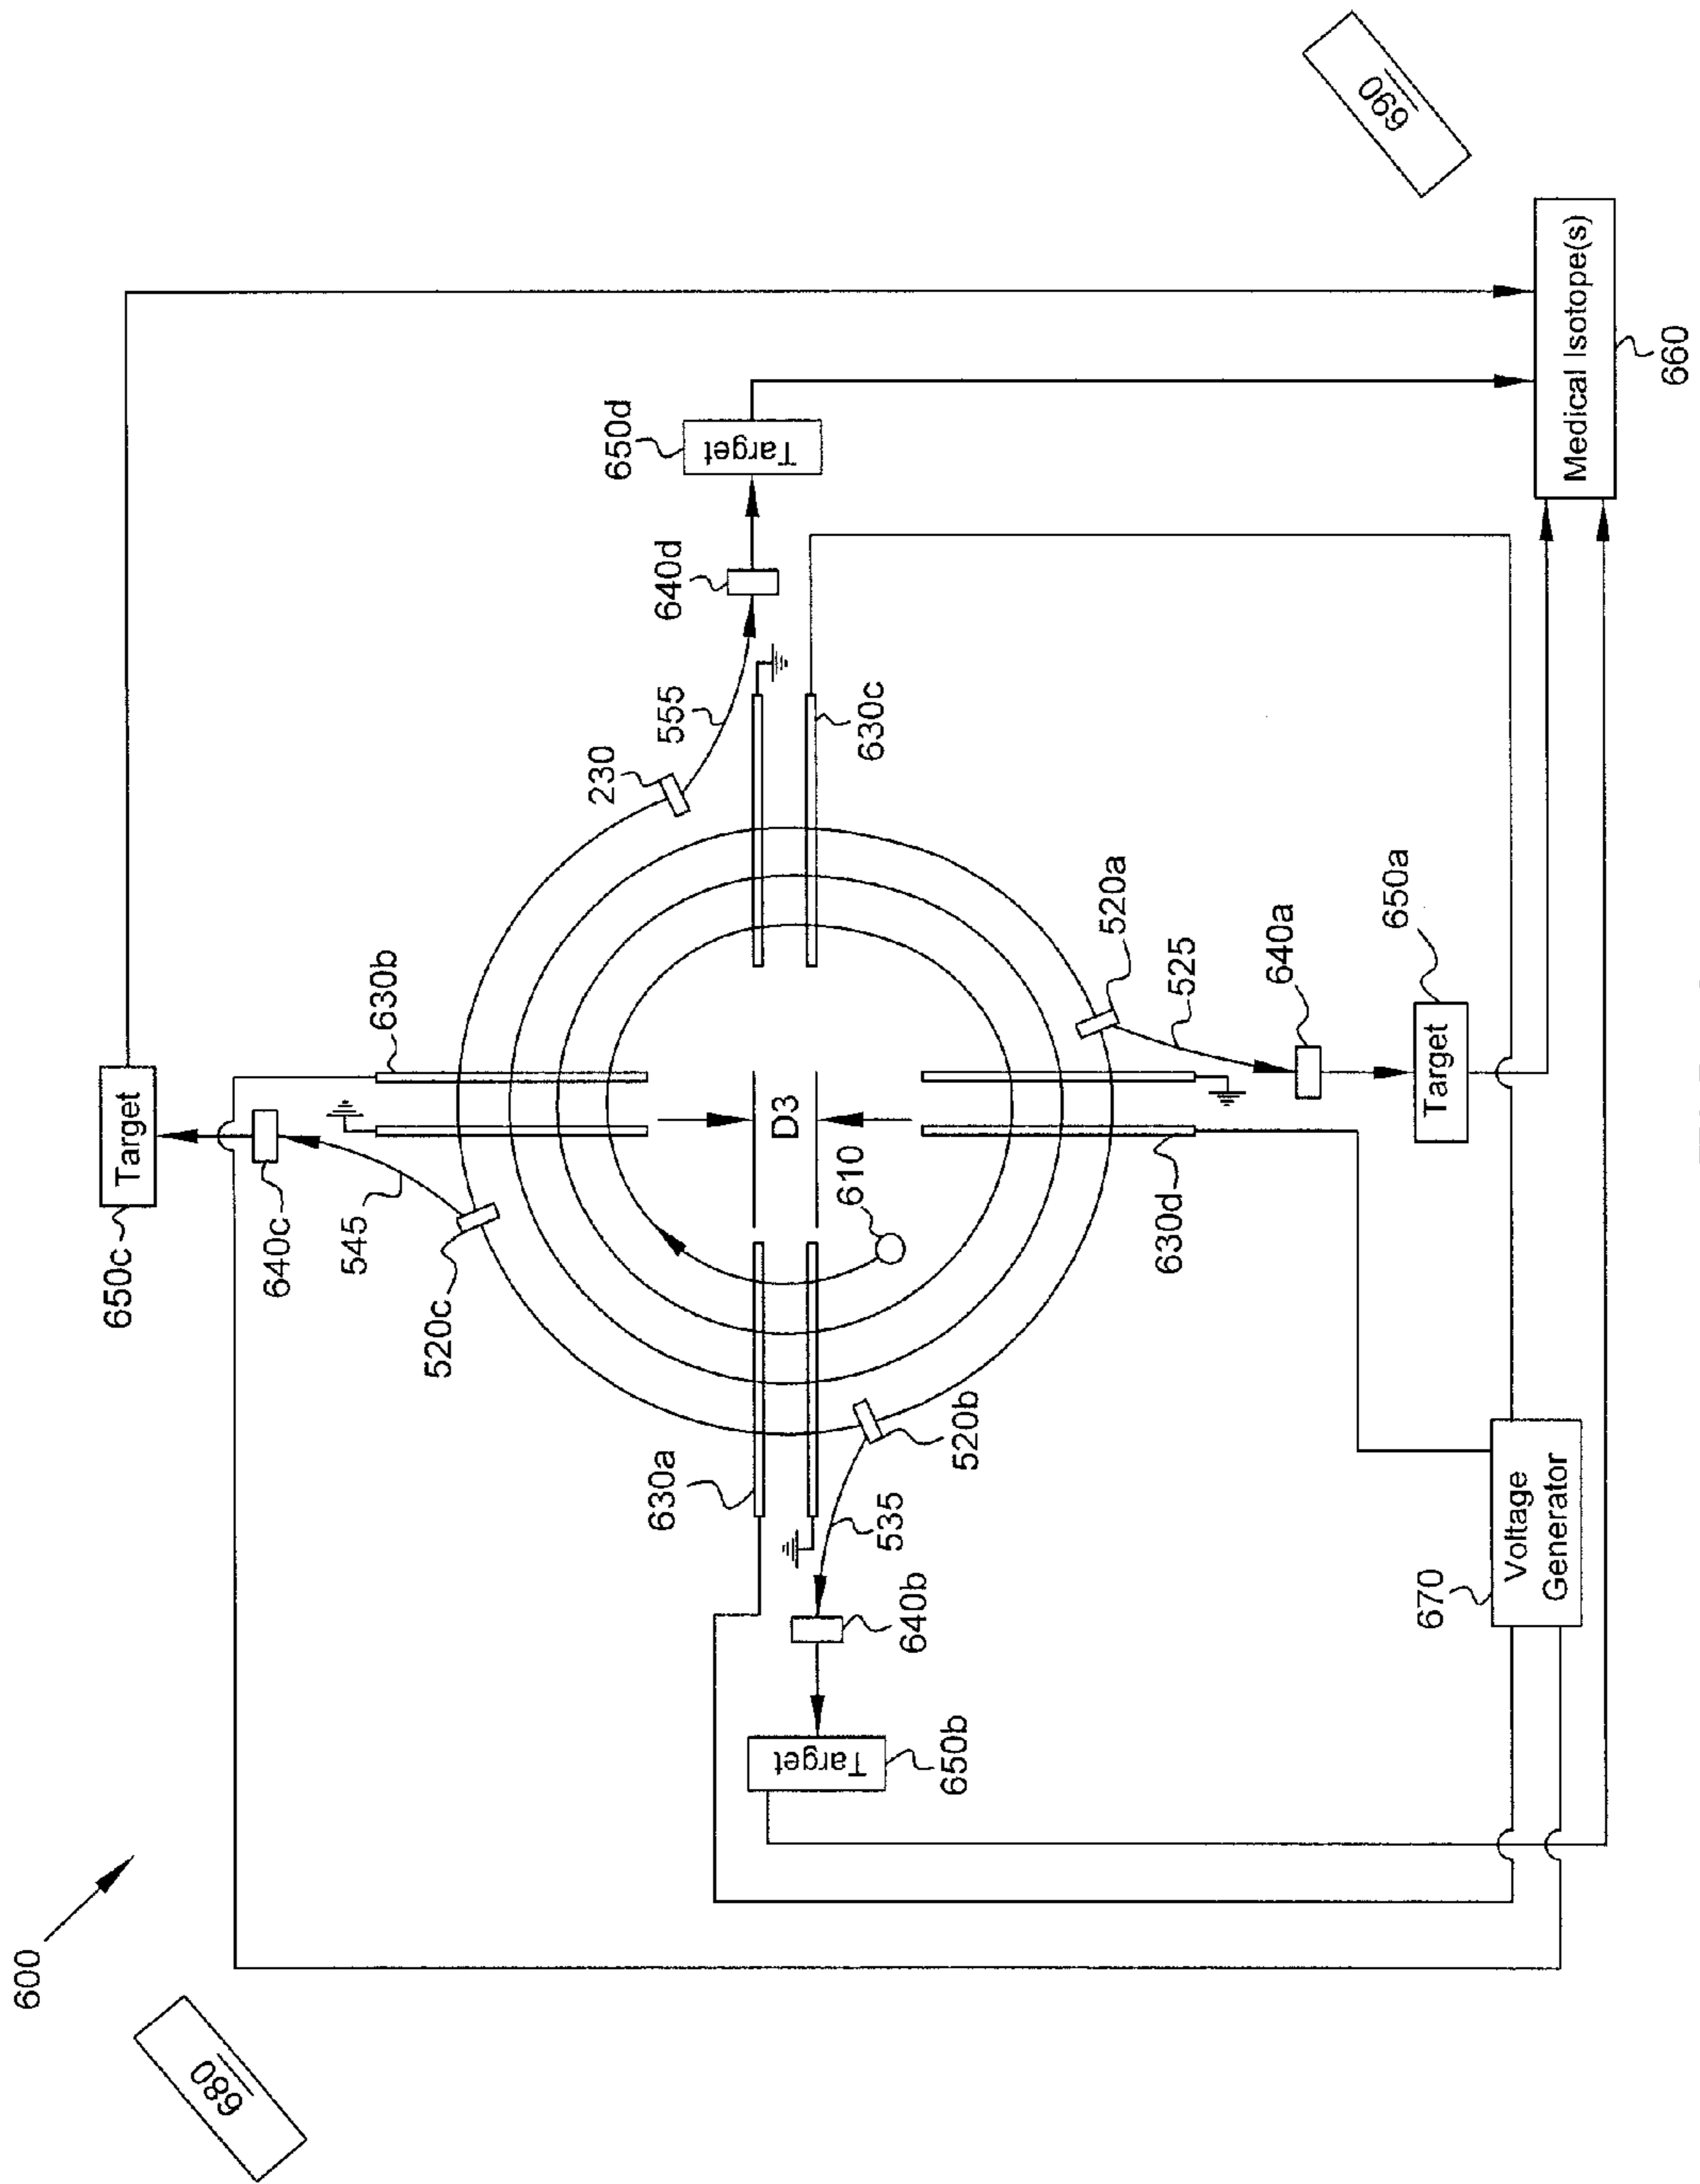 600
680
690
650c
Target
640c
545
520c
630b
230
555
640d
650d
Target
630a
D3
610
630c
535
520b
640b
Target
650b
630d
520a
525
640a
650a
Target
670
Voltage
Generator
Medical Isotope(s)
660